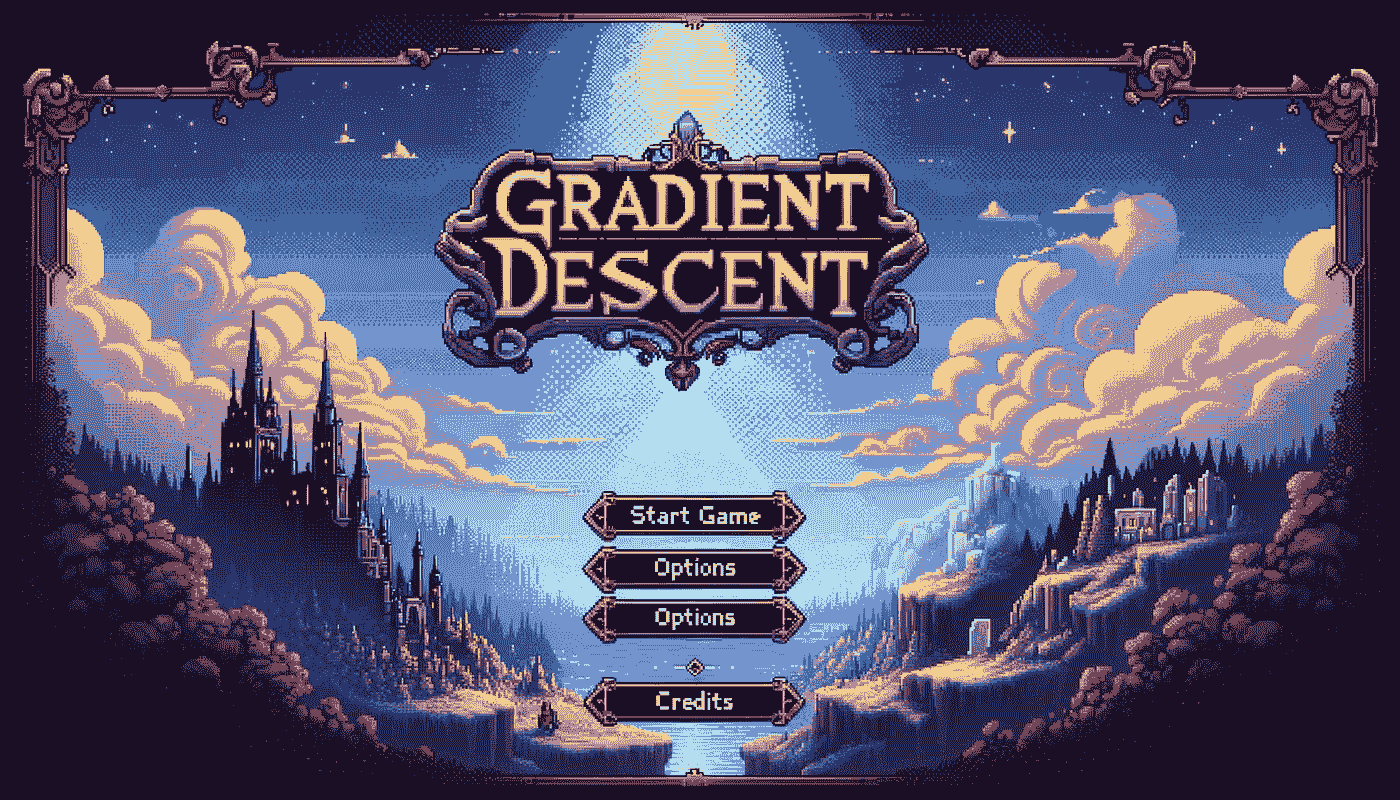 GRADIENT
DESCENT
Start Game
Options
Options
Credits